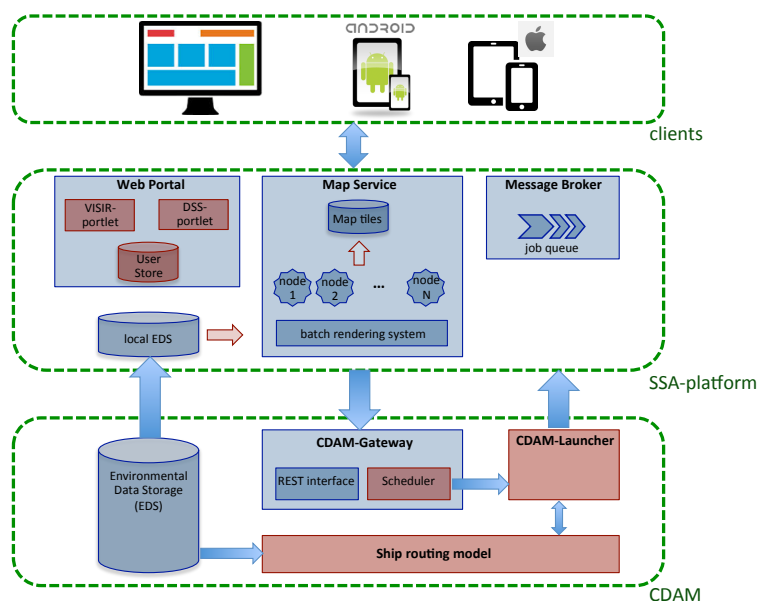 ANDROID
clients
Web Portal
Map Service
Message Broker
VISIR-
portlet
DSS-
portlet
Map tiles
job queue
User
Store
node
1
node
2
...
node
N
local EDS
batch rendering system
SSA-platform
CDAM-Gateway
CDAM-Launcher
Environmental
Data Storage
(EDS)
REST interface
Scheduler
Ship routing model
CDAM